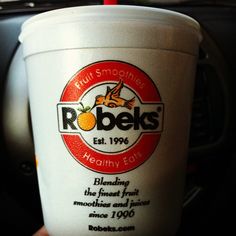 Fruit Smoothies
Robeks®
Est. 1996
Healthy Eats
Blending
the finest fruit
smoothies and juices
since 1996
Robeks.com